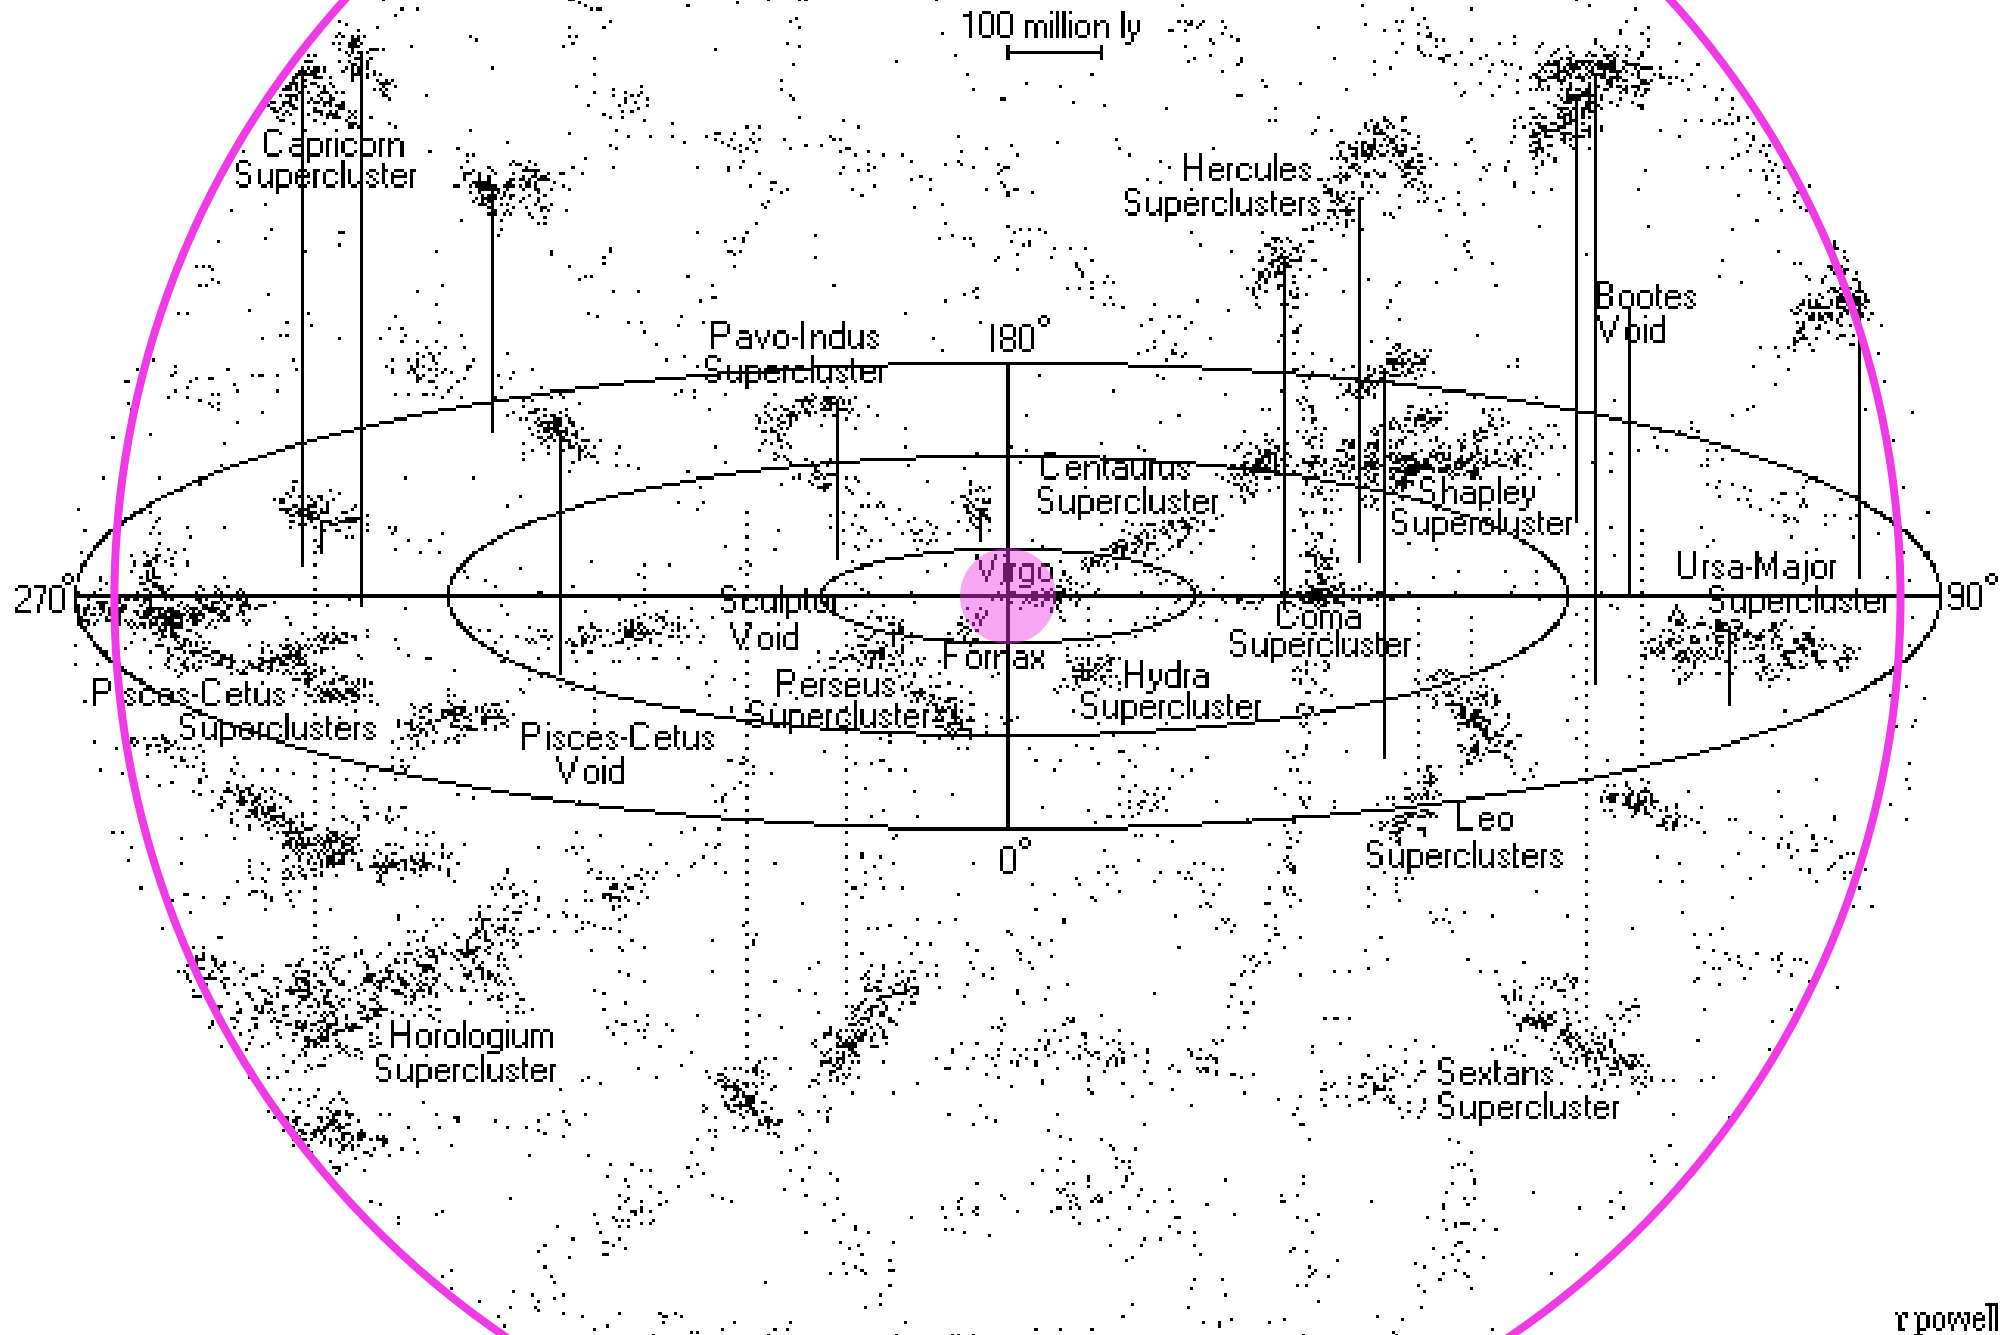 100 million ly
Capricorn
Supercluster
Hercules
Superclusters
Bootes
Void
Pavo-Indus
Supercluster
180°
Centaurus
Supercluster
Shapley
Supercluster
Virgo
270°
90°
Ursa-Major
Supercluster
Sculptor
Void
Coma
Supercluster
Fornax
Perseus
Supercluster
Hydra
Supercluster
Pisces-Cetus
Superclusters
Pisces-Cetus
Void
0°
Leo
Superclusters
Horologium
Supercluster
Sextans
Supercluster
r powell